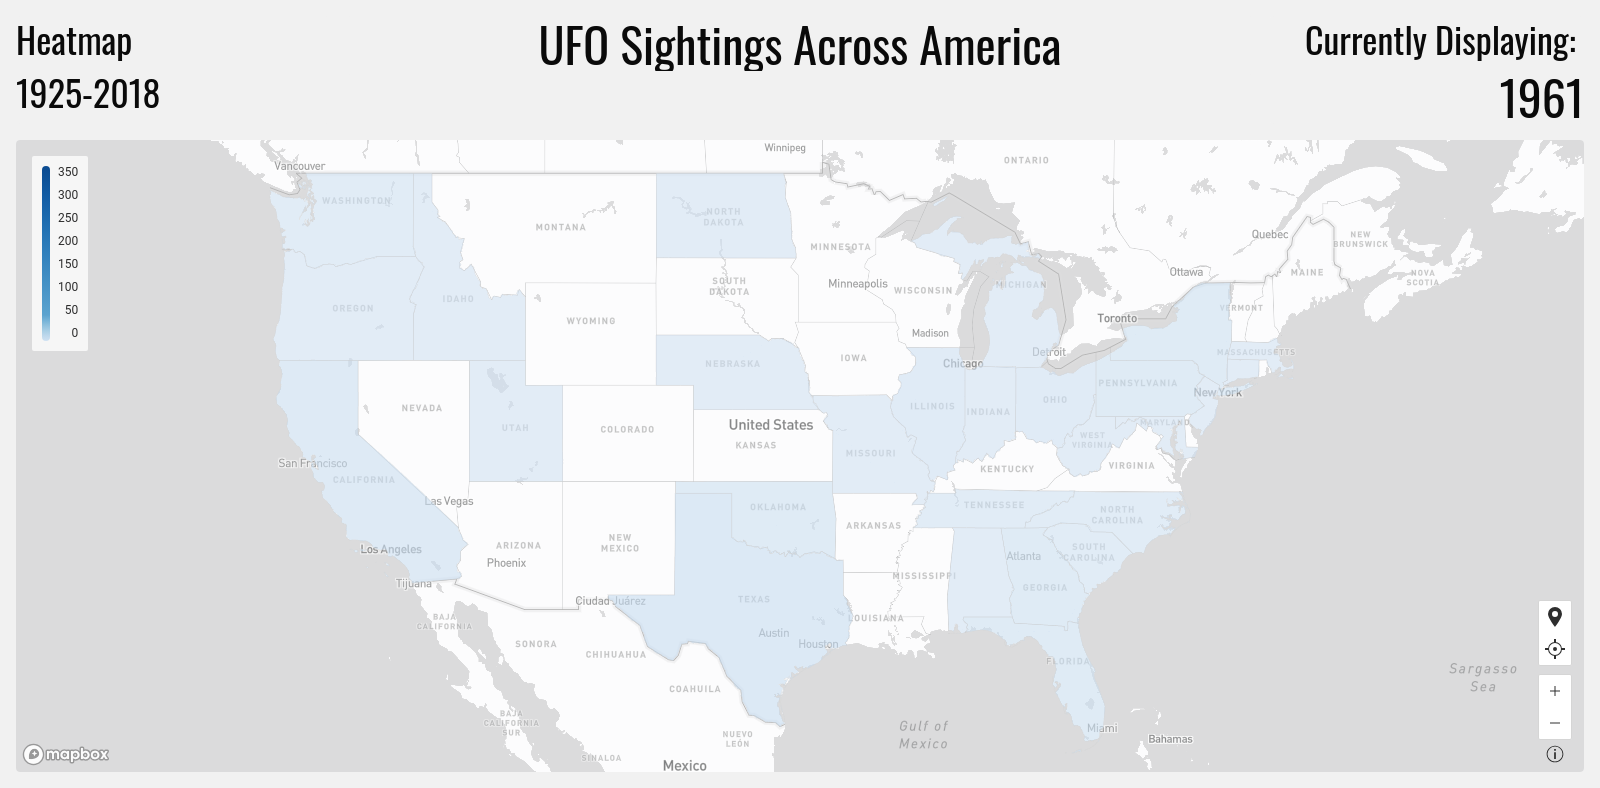 Heatmap
1925-2018
UFO Sightings Across America
Currently Displaying:
1961
350
300
250
200
150
100
50
0
Vancouver
Winnipeg
ONTARIO
WASHINGTON
MONTANA
NORTH
DAKOTA
MINNESOTA
Quebec
NEW
BRUNSWICK
Ottawa
MAINE
NOVA
SCOTIA
SOUTH
DAKOTA
Minneapolis
WISCONSIN
MICHIGAN
OREGON
IDAHO
WYOMING
Toronto
VERMONT
Madison
IOWA
Detroit
MASSACHUSETTS
NEBRASKA
Chicago
PENNSYLVANIA
New York
NEVADA
UTAH
COLORADO
United States
KANSAS
ILLINOIS
INDIANA
OHIO
MARYLAND
WEST
VIRGINIA
MISSOURI
KENTUCKY
VIRGINIA
San Francisco
CALIFORNIA
Las Vegas
OKLAHOMA
TENNESSEE
NORTH
CAROLINA
ARIZONA
NEW
MEXICO
ARKANSAS
SOUTH
CAROLINA
Los Angeles
Phoenix
Atlanta
Tijuana
MISSISSIPPI
GEORGIA
Ciudad Juárez
TEXAS
BAJA
CALIFORNIA
LOUISIANA
Austin
Houston
SONORA
CHIHUAHUA
FLORIDA
Sargasso
Sea
COAHUILA
BAJA
CALIFORNIA
SUR
Gulf of
Mexico
Miami
Bahamas
NUEVO
LEÓN
SINALOA
Mexico
mapbox